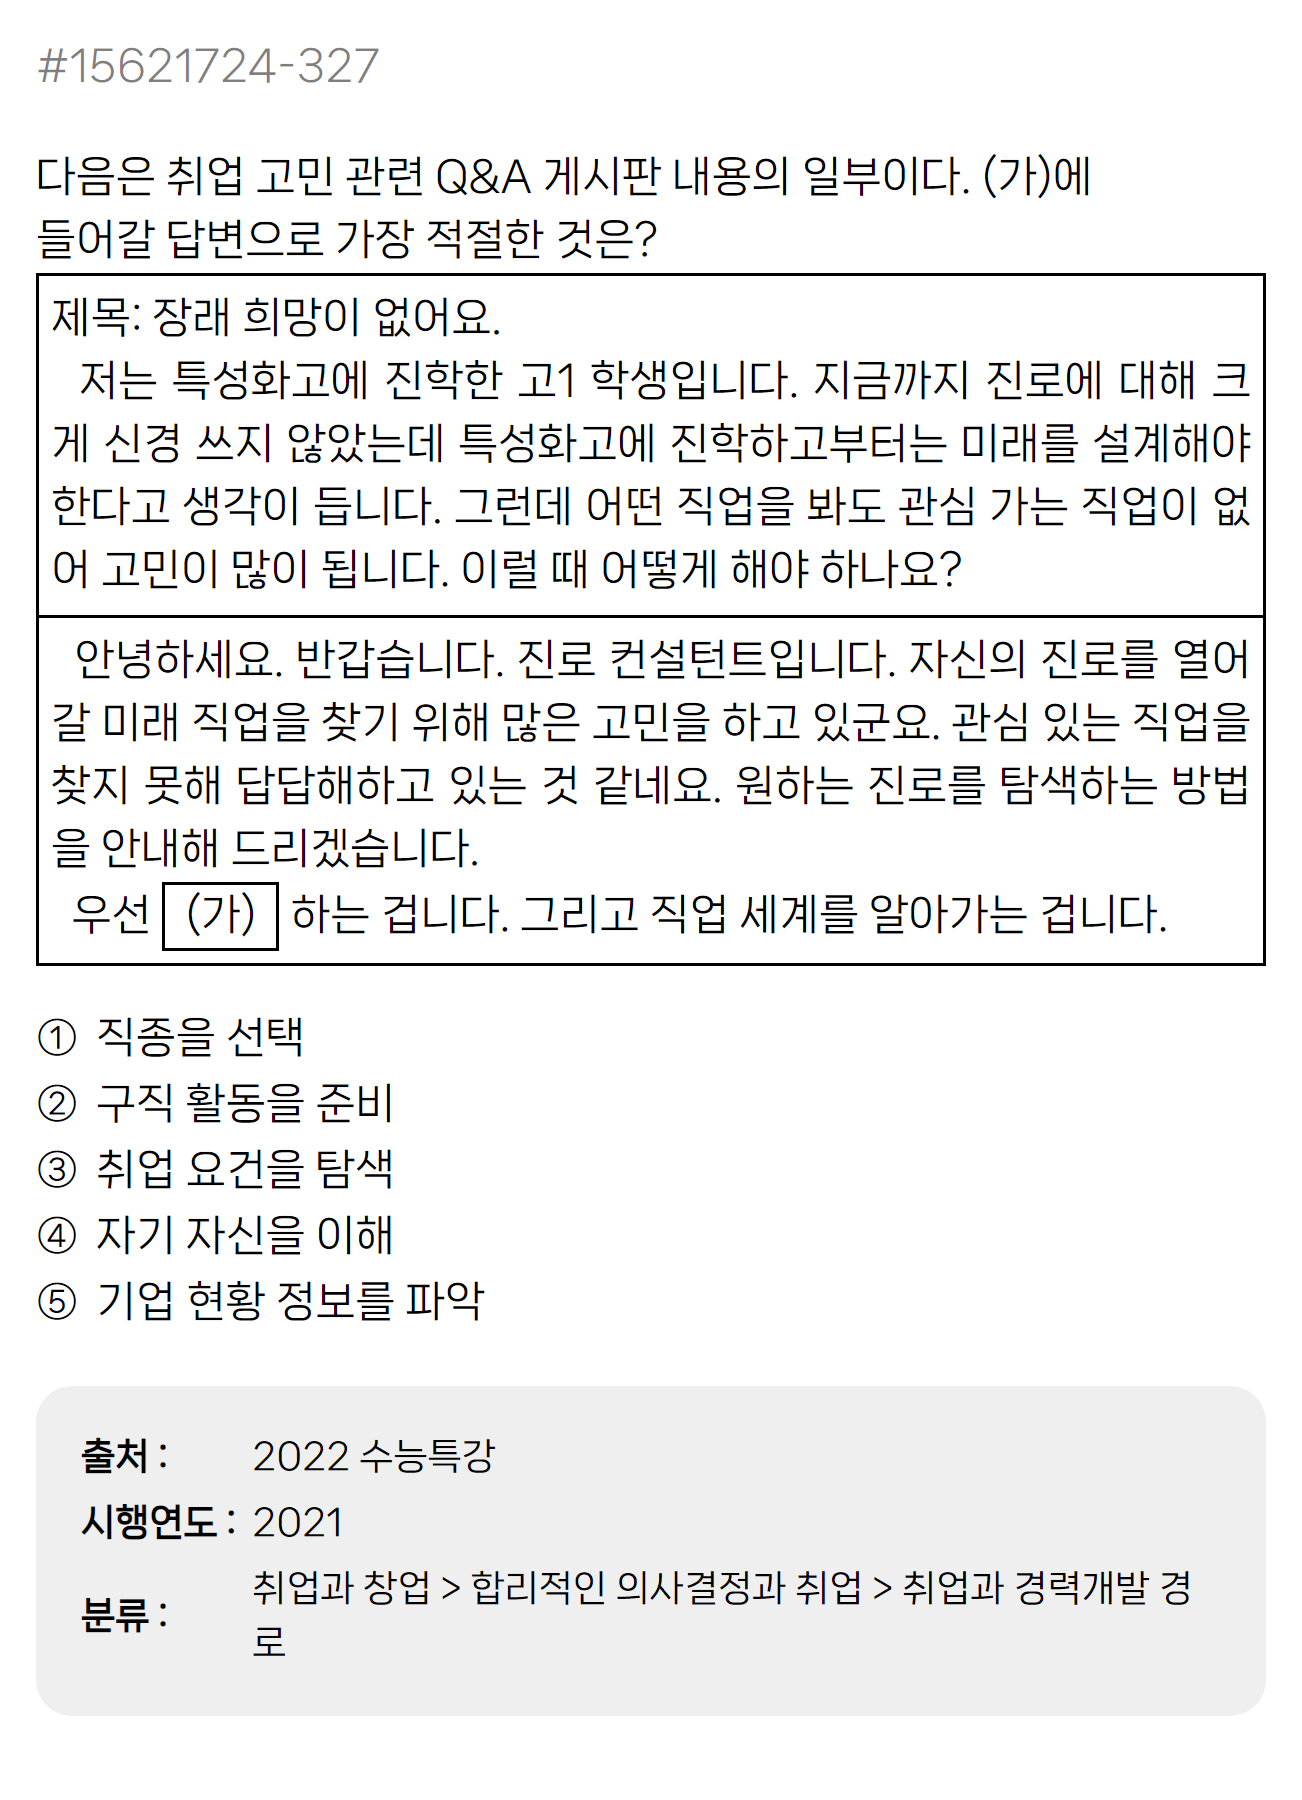 #15621724-327
다음은 취업 고민 관련 Q&A 게시판 내용의 일부이다. (가)에
들어갈 답변으로 가장 적절한 것은?
제목: 장래 희망이 없어요.
저는 특성화고에 진학한 고1 학생입니다. 지금까지 진로에 대해 크
게 신경 쓰지 않았는데 특성화고에 진학하고부터는 미래를 설계해야
한다고 생각이 듭니다. 그런데 어떤 직업을 봐도 관심 가는 직업이 없
어 고민이 많이 됩니다. 이럴 때 어떻게 해야 하나요?
안녕하세요. 반갑습니다. 진로 컨설턴트입니다. 자신의 진로를 열어
갈 미래 직업을 찾기 위해 많은 고민을 하고 있군요. 관심 있는 직업을
찾지 못해 답답해하고 있는 것 같네요. 원하는 진로를 탐색하는 방법
을 안내해 드리겠습니다.
우선 (가) 하는 겁니다. 그리고 직업 세계를 알아가는 겁니다.
① 직종을 선택
② 구직 활동을 준비
③ 취업 요건을 탐색
④ 자기 자신을 이해
⑤ 기업 현황 정보를 파악
출처 : 2022 수능특강
시행연도 : 2021
분류 : 취업과 창업 > 합리적인 의사결정과 취업 > 취업과 경력개발 경
로